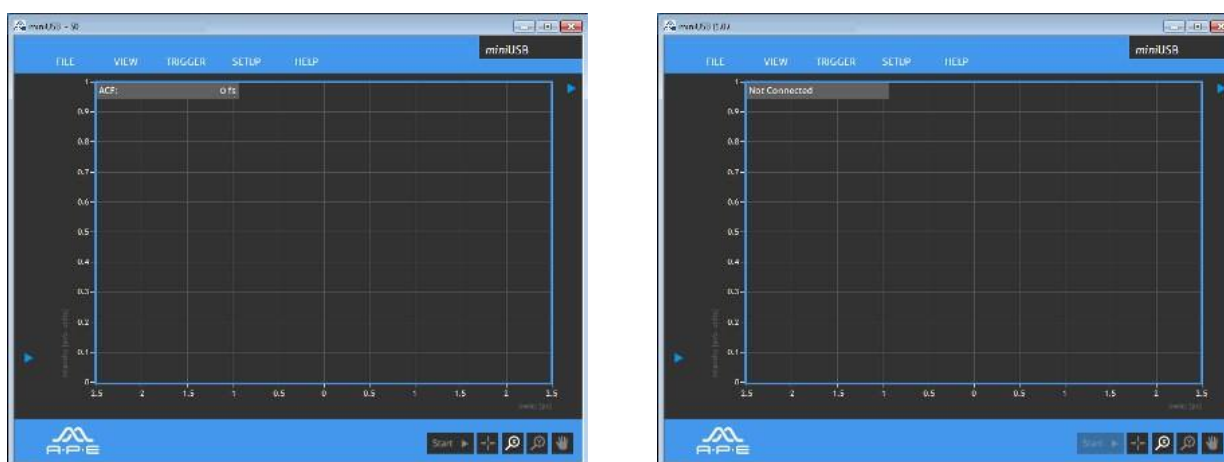 miniUSB
FILE VIEW TRIGGER SETUP HELP
ACF: 0 fs
1
0.9
0.8
0.7
0.6
0.5
0.4
0.3
0.2
0.1
0
2.5 2 1.5 1 0.5 0 0.5 1 1.5 2 2.5
A·P·E
Start
miniUSB
miniUSB
FILE VIEW TRIGGER SETUP HELP
Not Connected
1
0.9
0.8
0.7
0.6
0.5
0.4
0.3
0.2
0.1
0
2.5 2 1.5 1 0.5 0 0.5 1 1.5 2 2.5
A·P·E
Start